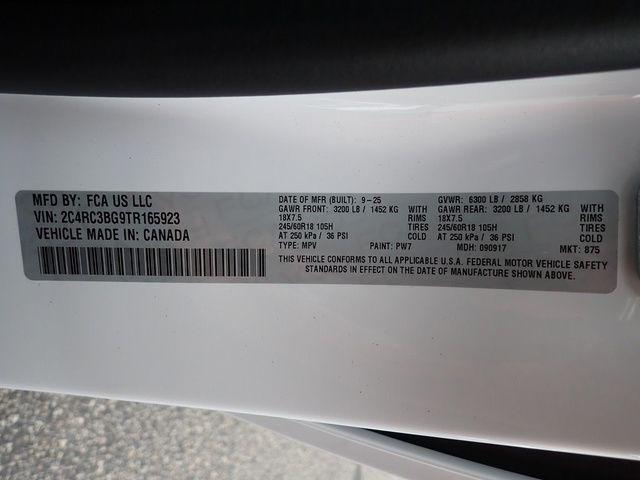 MFD BY: FCA US LLC
VIN: 2C4RC3BG9TR165923
VEHICLE MADE IN: CANADA
DATE OF MFR (BUILT): 9-25
GAWR FRONT: 3200 LB / 1452 KG WITH
18X7.5 RIMS
245/60R18 105H TIRES
AT 250 kPa / 36 PSI COLD
TYPE: MPV PAINT: PW7
GVWR: 6300 LB / 2858 KG
GAWR REAR: 3200 LB / 1452 KG WITH
18X7.5 RIMS
245/60R18 105H TIRES
AT 250 kPa / 36 PSI COLD
MDH: 090917 MKT: 875
THIS VEHICLE CONFORMS TO ALL APPLICABLE U.S.A. FEDERAL MOTOR VEHICLE SAFETY
STANDARDS IN EFFECT ON THE DATE OF MANUFACTURE SHOWN ABOVE.